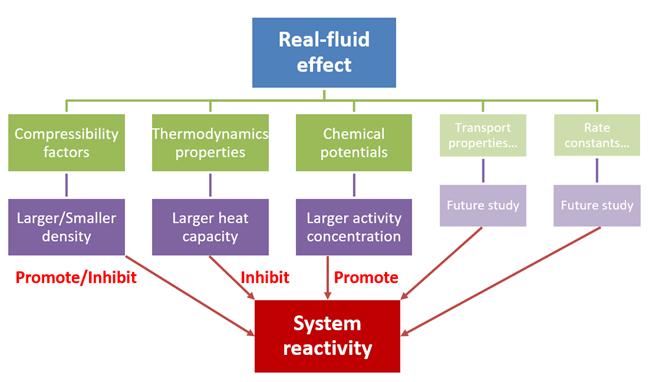 Real-fluid
effect
Compressibility
factors
Thermodynamics
properties
Chemical
potentials
Transport
properties...
Rate
constants...
Larger/Smaller
density
Larger heat
capacity
Larger activity
concentration
Future study
Future study
Promote/Inhibit
Inhibit
Promote
System
reactivity